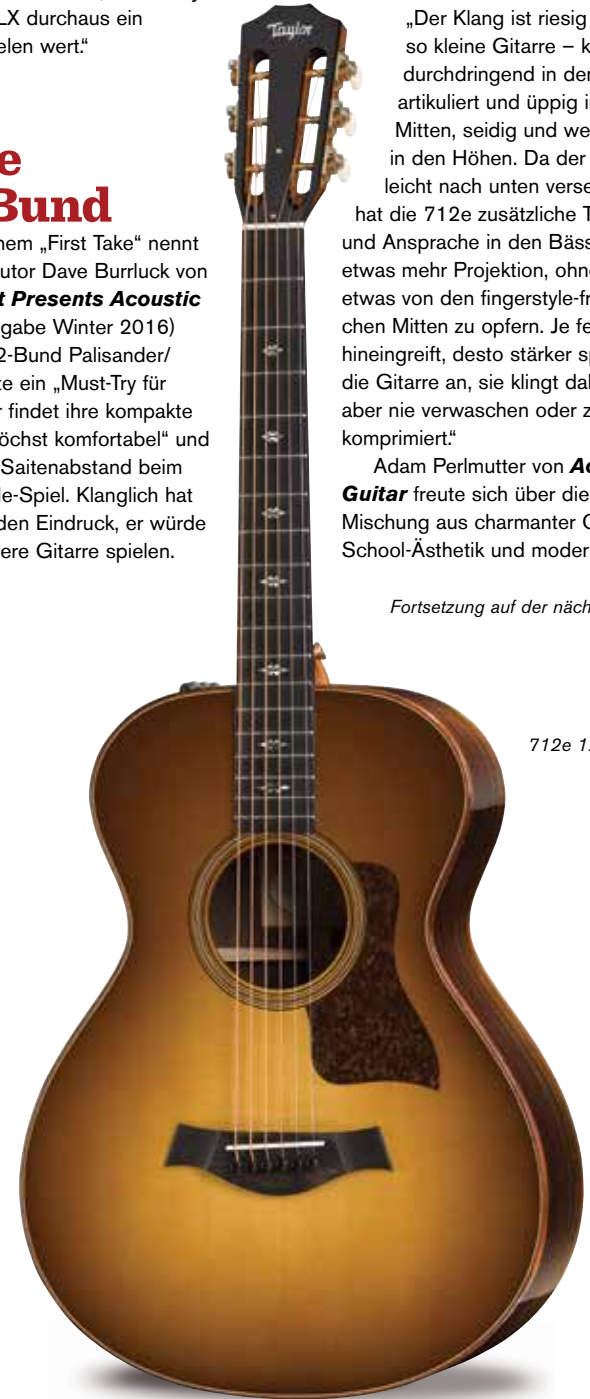 LX durchaus ein
elen wert.“
e
Bund
nem „First Take“ nennt
utor Dave Burrluck von
t Presents Acoustic
gabe Winter 2016)
2-Bund Palisander/
te ein „Must-Try für
r findet ihre kompakte
öchst komfortabel“ und
Saitenabstand beim
le-Spiel. Klanglich hat
den Eindruck, er würde
ere Gitarre spielen.
Taylor
„Der Klang ist riesig
so kleine Gitarre – k
durchdringend in der
artikuliert und üppig i
Mitten, seidig und we
in den Höhen. Da der
leicht nach unten verse
hat die 712e zusätzliche T
und Ansprache in den Bäss
etwas mehr Projektion, ohne
etwas von den fingerstyle-fr
chen Mitten zu opfern. Je fe
hineingreift, desto stärker sp
die Gitarre an, sie klingt dab
aber nie verwaschen oder z
komprimiert.“
Adam Perlmutter von Ac
Guitar freute sich über die
Mischung aus charmanter O
School-Ästhetik und moder
Fortsetzung auf der näch
712e 1